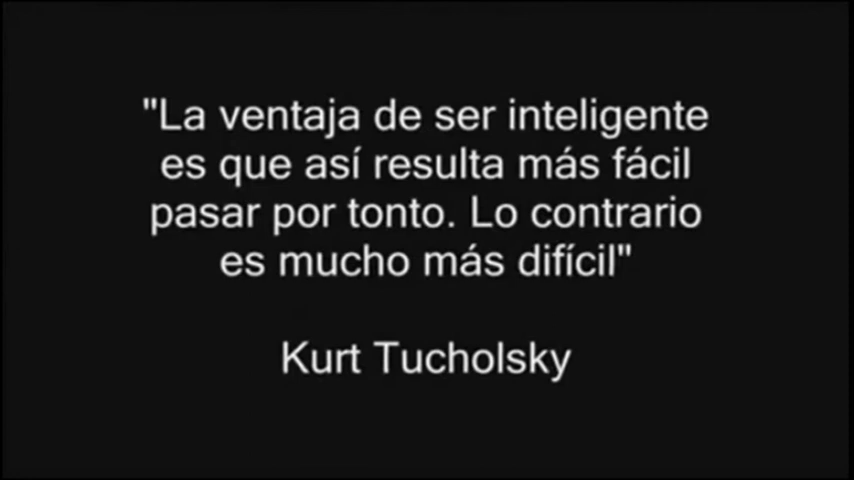 "La ventaja de ser inteligente
es que así resulta más fácil
pasar por tonto. Lo contrario
es mucho más difícil"
Kurt Tucholsky